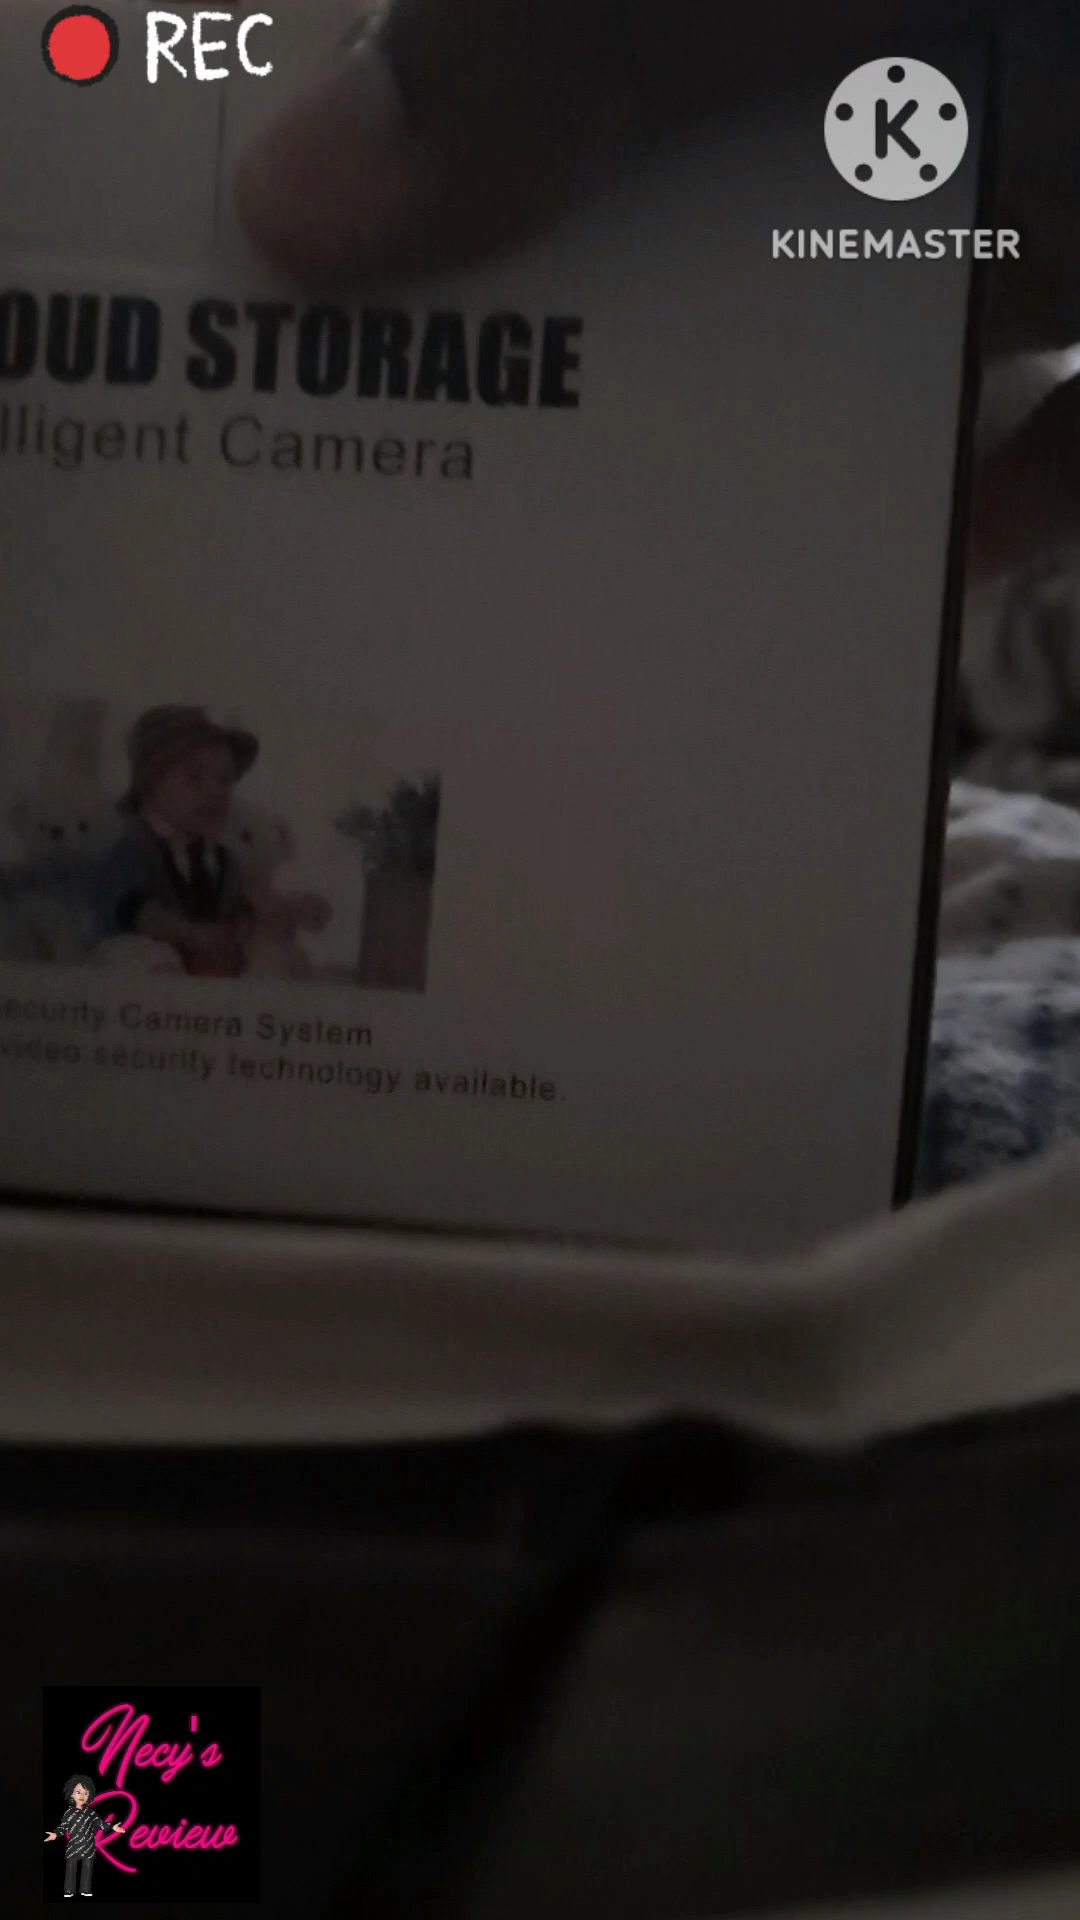 REC
K
KINEMASTER
OUD STORAGE
lligent Camera
ecurity Camera System
video security technology available.
Necy's
Review